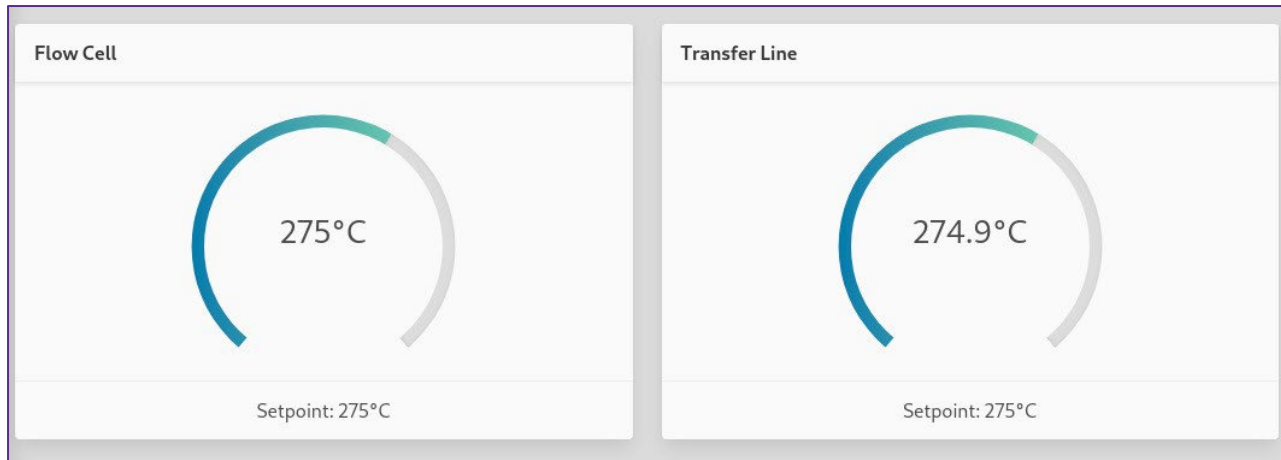 Flow Cell
275°C
Setpoint: 275°C
Transfer Line
274.9°C
Setpoint: 275°C